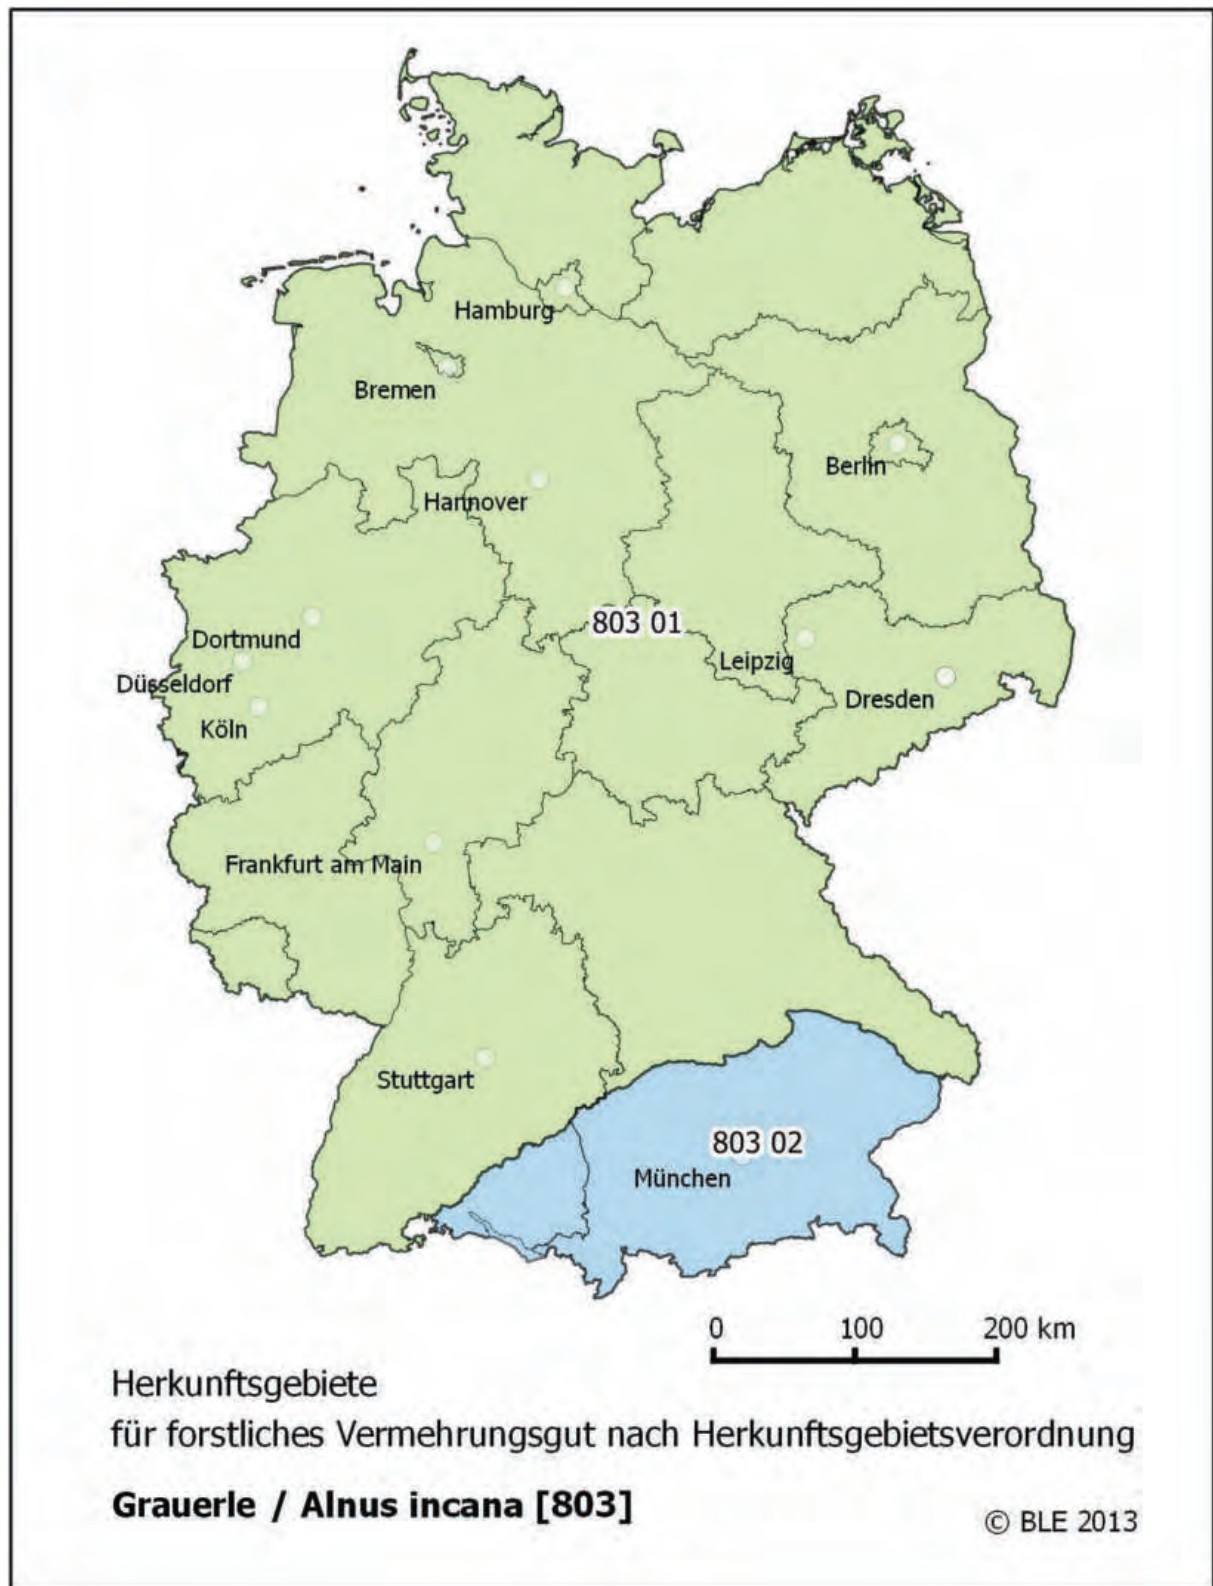 Hamburg
Bremen
Berlin
Hannover
803 01
Dortmund
Leipzig
Düsseldorf
Dresden
Köln
Frankfurt am Main
Stuttgart
803 02
München
0 100 200 km
Herkunftsgebiete
für forstliches Vermehrungsgut nach Herkunftsgebietsverordnung
Grauerle / Alnus incana [803]
© BLE 2013